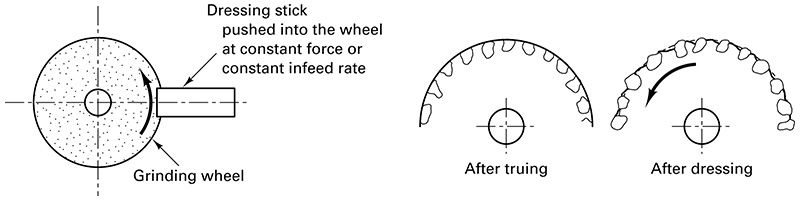 Dressing stick
pushed into the wheel
at constant force or
constant infeed rate
Grinding wheel
After truing
After dressing